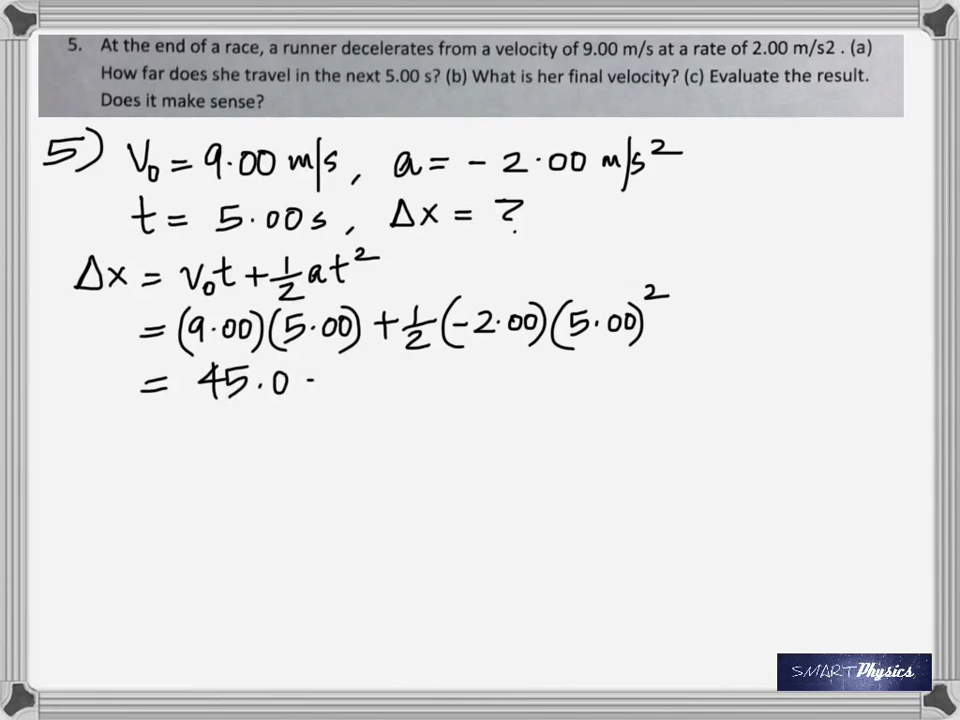 5. At the end of a race, a runner decelerates from a velocity of 9.00 m/s at a rate of 2.00 m/s2 . (a)
How far does she travel in the next 5.00 s? (b) What is her final velocity? (c) Evaluate the result.
Does it make sense?
5) V₀ = 9.00 m/s, a = - 2.00 m/s²
t = 5.00s, Δx = ?
Δx = v₀t + ½at²
= (9.00)(5.00) + ½(-2.00)(5.00)²
= 45.0 -
SMART Physics